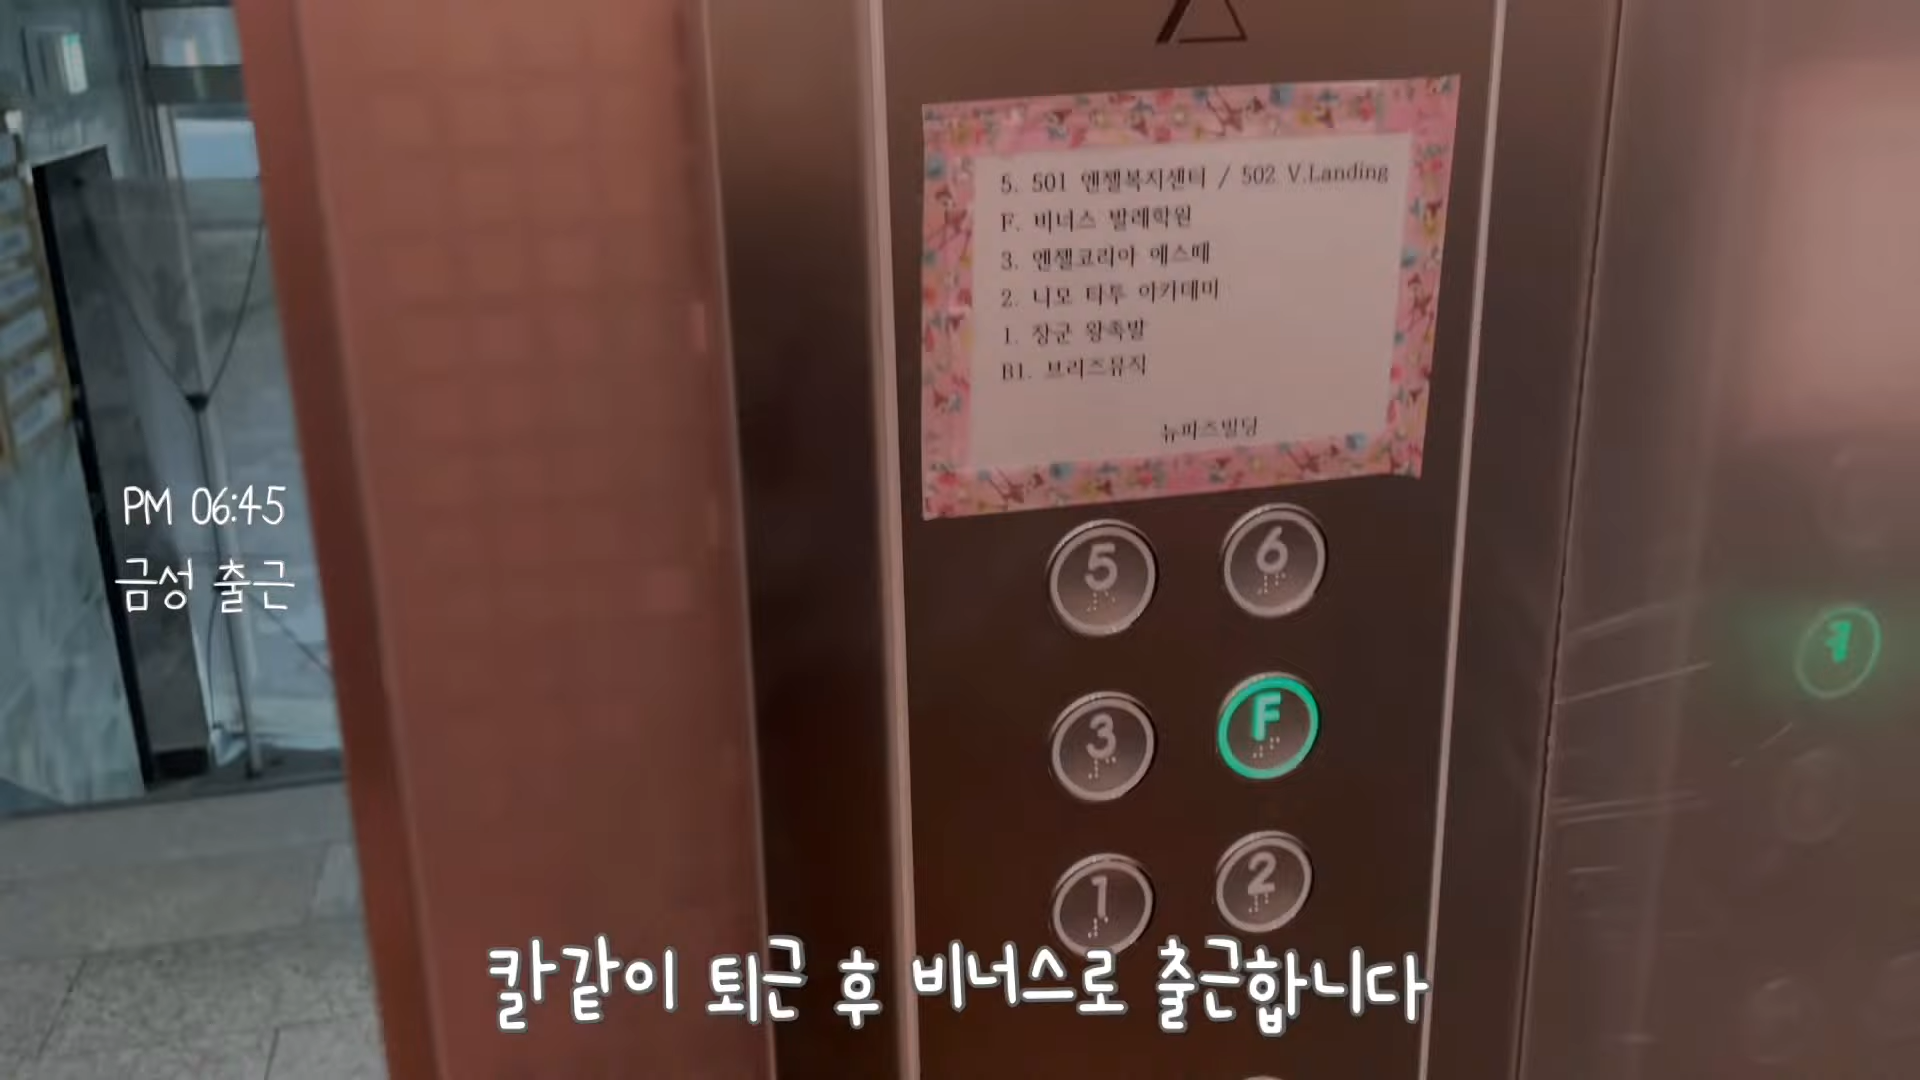 5. 501 엔젤복지센터 / 502 V.Landing
F. 비너스 발레학원
3. 엔젤코리아 에스떼
2. 니모 타투 아카데미
1. 장군 왕족발
B1. 브리즈뮤직
뉴파즈빌딩
PM 06:45
금성 출근
5 6
3 F
1 2
칼같이 퇴근 후 비너스로 출근합니다